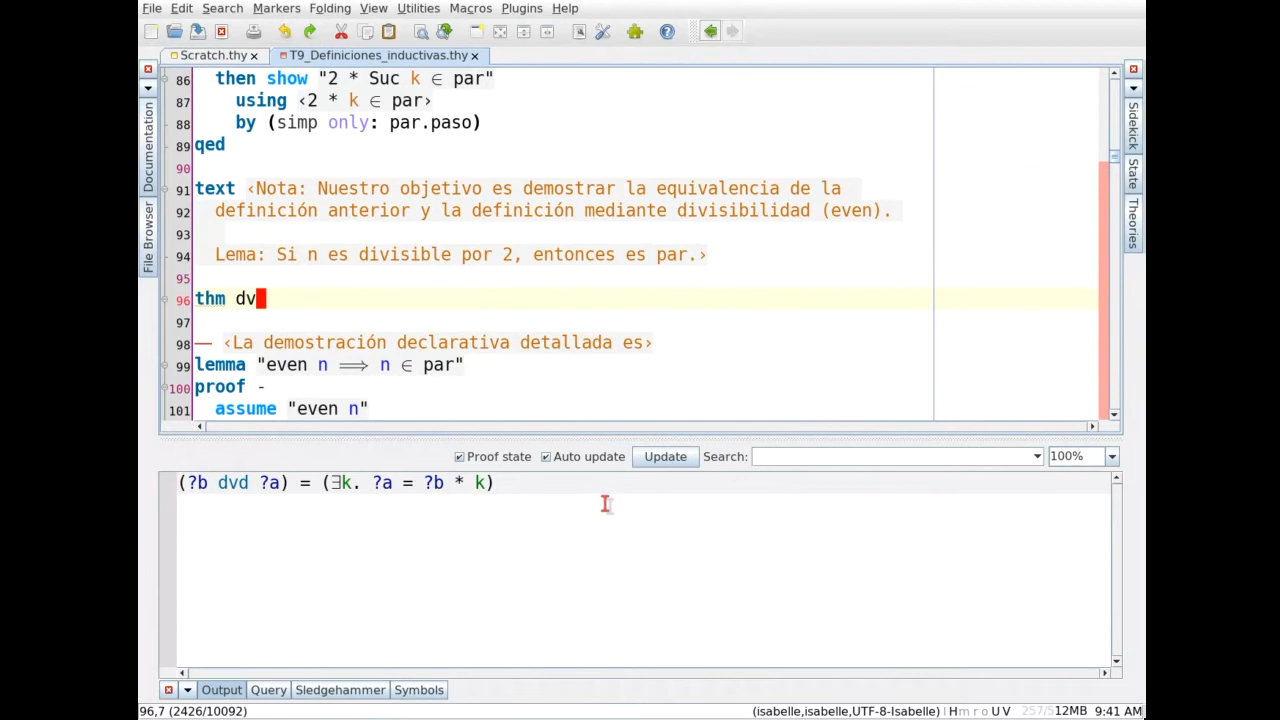 File Edit Search Markers Folding View Utilities Macros Plugins Help
Scratch.thy T9_Definiciones_inductivas.thy
86 then show "2 * Suc k ∈ par"
87 using ‹2 * k ∈ par›
88 by (simp only: par.paso)
89 qed
90
91 text ‹Nota: Nuestro objetivo es demostrar la equivalencia de la
92 definición anterior y la definición mediante divisibilidad (even).
93
94 Lema: Si n es divisible por 2, entonces es par.›
95
96 thm dv
97
98 — ‹La demostración declarativa detallada es›
99 lemma "even n ⟹ n ∈ par"
100 proof -
101 assume "even n"
Documentation
File Browser
Sidekick
State
Theories
Proof state Auto update Update Search: 100%
(?b dvd ?a) = (∃k. ?a = ?b * k)
Output Query Sledgehammer Symbols
96,7 (2426/10092) (isabelle,isabelle,UTF-8-Isabelle) | H m r o U V 257/512MB 9:41 AM